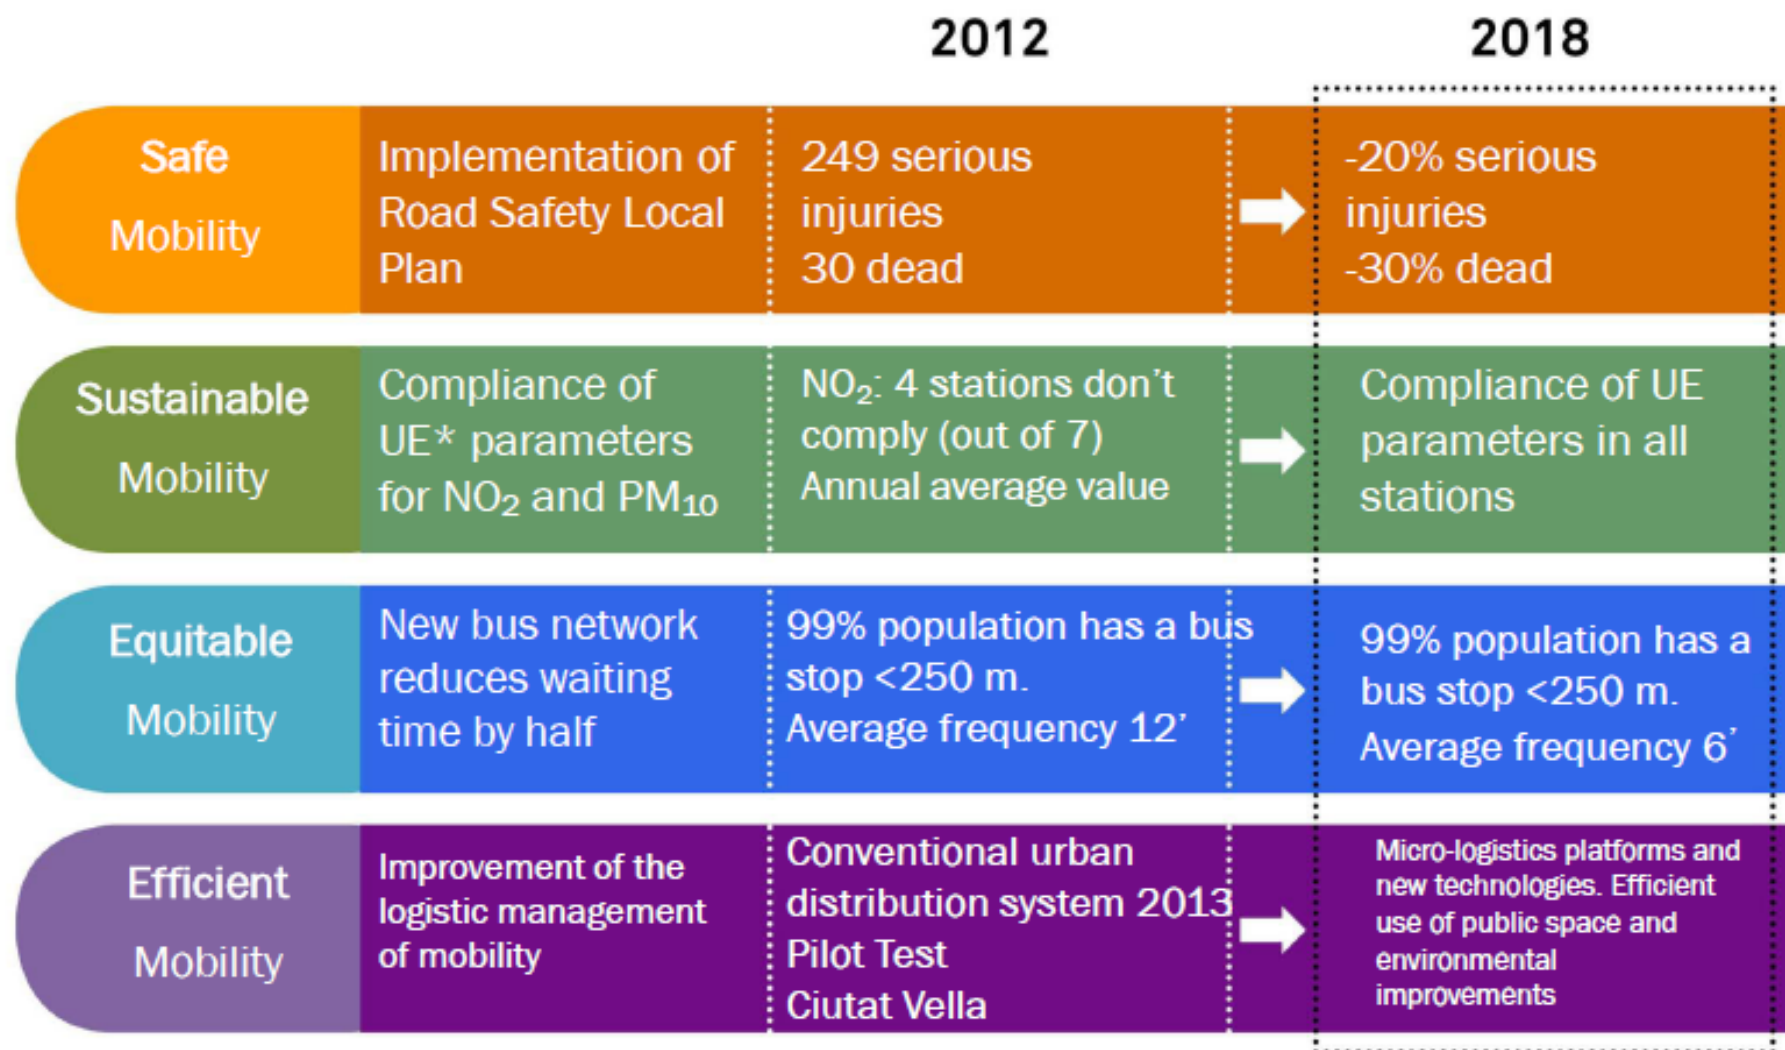 2012
2018
Safe
Mobility
Implementation of
Road Safety Local
Plan
249 serious
injuries
30 dead
-20% serious
injuries
-30% dead
Sustainable
Mobility
Compliance of
UE* parameters
for NO₂ and PM₁₀
NO₂: 4 stations don't
comply (out of 7)
Annual average value
Compliance of UE
parameters in all
stations
Equitable
Mobility
New bus network
reduces waiting
time by half
99% population has a bus
stop <250 m.
Average frequency 12'
99% population has a
bus stop <250 m.
Average frequency 6'
Efficient
Mobility
Improvement of the
logistic management
of mobility
Conventional urban
distribution system 2013
Pilot Test
Ciutat Vella
Micro-logistics platforms and
new technologies. Efficient
use of public space and
environmental
improvements